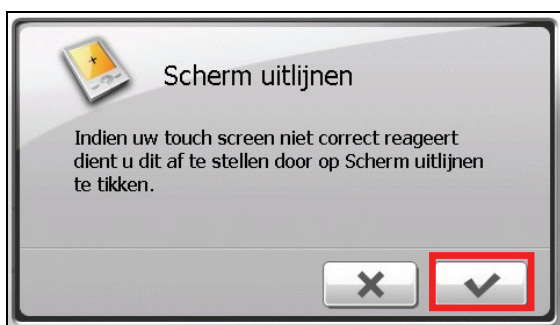 Scherm uitlijnen
Indien uw touch screen niet correct reageert
dient u dit af te stellen door op Scherm uitlijnen
te tikken.